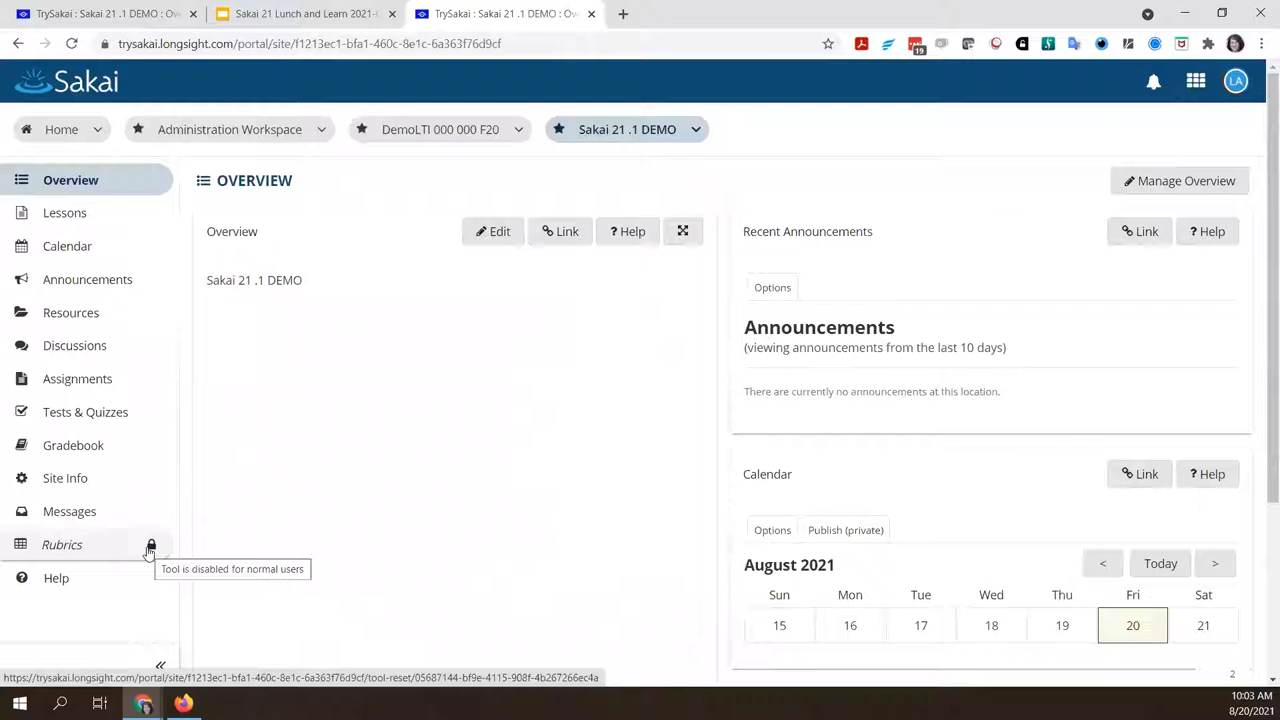 TrySakai : Sakai 21 .1 DEMO : Ov
Sakai 21 Lunch and Learn 2021-
TrySakai : Sakai 21 .1 DEMO : Ov
trysakai.longsight.com/portal/site/f1213ec1-bfa1-460c-8e1c-6a363f76d9cf
19
Sakai
LA
Home
Administration Workspace
DemoLTI 000 000 F20
Sakai 21 .1 DEMO
Overview
Lessons
Calendar
Announcements
Resources
Discussions
Assignments
Tests & Quizzes
Gradebook
Site Info
Messages
Rubrics
Tool is disabled for normal users
Help
OVERVIEW
Manage Overview
Overview
Edit
Link
? Help
Sakai 21 .1 DEMO
Recent Announcements
Link
? Help
Options
Announcements
(viewing announcements from the last 10 days)
There are currently no announcements at this location.
Calendar
Link
? Help
Options
Publish (private)
August 2021
<
Today
>
Sun Mon Tue Wed Thu Fri Sat
15 16 17 18 19 20 21
2
https://trysakai.longsight.com/portal/site/f1213ec1-bfa1-460c-8e1c-6a363f76d9cf/tool-reset/05687144-bf9e-4115-908f-4b267266ec4a
10:03 AM
8/20/2021